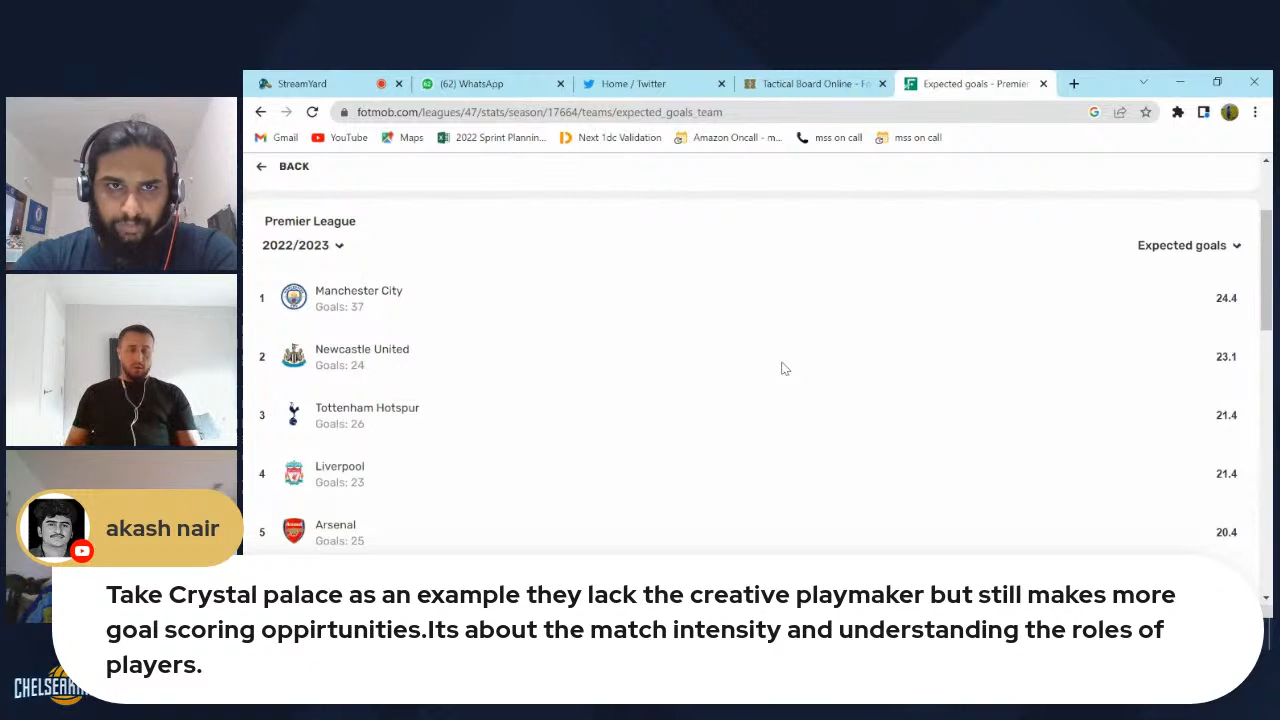 StreamYard
(62) WhatsApp
Home / Twitter
Tactical Board Online - Fo
Expected goals - Premier
fotmob.com/leagues/47/stats/season/17664/teams/expected_goals_team
Gmail
YouTube
Maps
2022 Sprint Plannin...
Next 1dc Validation
Amazon Oncall - m...
mss on call
mss on call
BACK
Premier League
2022/2023
Expected goals
1
Manchester City
Goals: 37
24.4
2
Newcastle United
Goals: 24
23.1
3
Tottenham Hotspur
Goals: 26
21.4
4
Liverpool
Goals: 23
21.4
5
Arsenal
Goals: 25
20.4
akash nair
Take Crystal palace as an example they lack the creative playmaker but still makes more
goal scoring oppirtunities.Its about the match intensity and understanding the roles of
players.